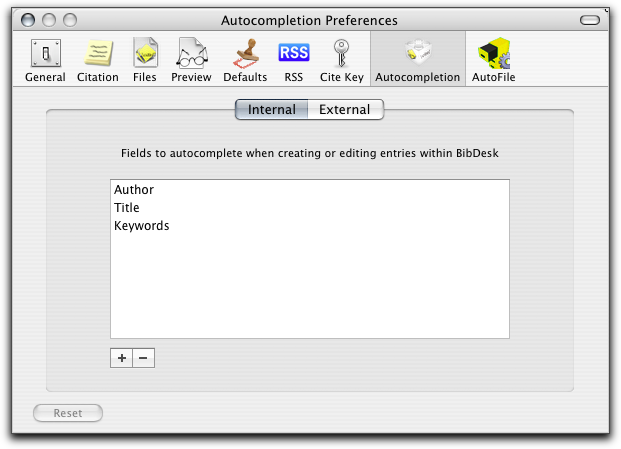 Autocompletion Preferences
General Citation Files Preview Defaults RSS RSS Cite Key Autocompletion AutoFile
Internal External
Fields to autocomplete when creating or editing entries within BibDesk
Author
Title
Keywords
+ −
Reset